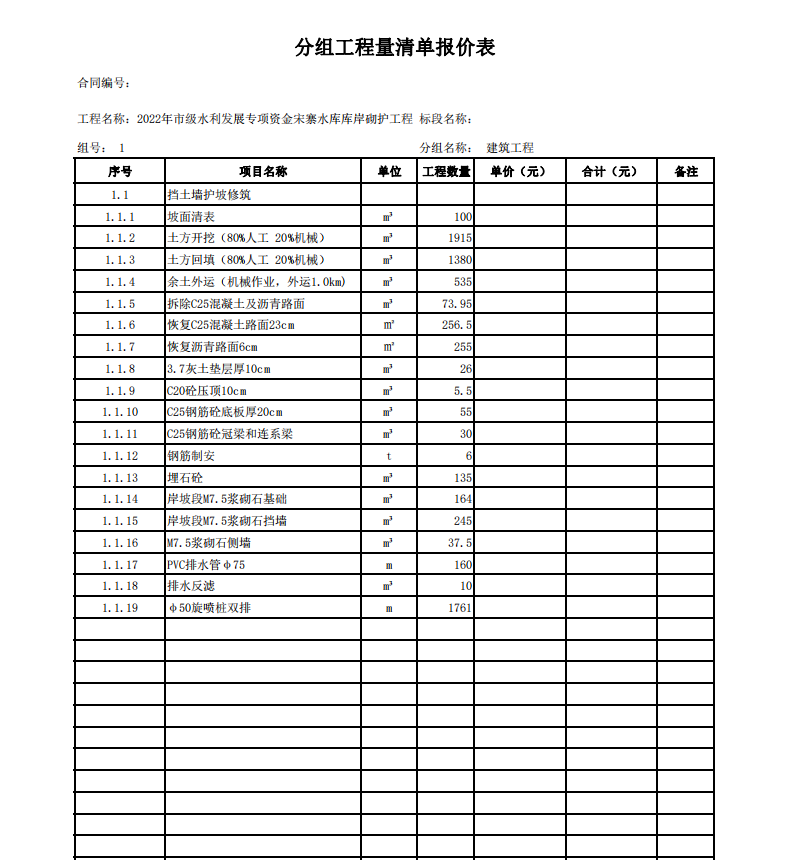 分组工程量清单报价表
合同编号：
工程名称：2022年市级水利发展专项资金宋寨水库库岸砌护工程 标段名称：
组号： 1 分组名称： 建筑工程
序号 项目名称 单位 工程数量 单价（元） 合计（元） 备注
1.1 挡土墙护坡修筑
1.1.1 坡面清表 m³ 100
1.1.2 土方开挖（80%人工 20%机械） m³ 1915
1.1.3 土方回填（80%人工 20%机械） m³ 1380
1.1.4 余土外运（机械作业，外运1.0km） m³ 535
1.1.5 拆除C25混凝土及沥青路面 m³ 73.95
1.1.6 恢复C25混凝土路面23cm m² 256.5
1.1.7 恢复沥青路面6cm m² 255
1.1.8 3.7灰土垫层厚10cm m³ 26
1.1.9 C20砼压顶10cm m³ 5.5
1.1.10 C25钢筋砼底板厚20cm m³ 55
1.1.11 C25钢筋砼冠梁和连系梁 m³ 30
1.1.12 钢筋制安 t 6
1.1.13 埋石砼 m³ 135
1.1.14 岸坡段M7.5浆砌石基础 m³ 164
1.1.15 岸坡段M7.5浆砌石挡墙 m³ 245
1.1.16 M7.5浆砌石侧墙 m³ 37.5
1.1.17 PVC排水管φ75 m 160
1.1.18 排水反滤 m³ 10
1.1.19 φ50旋喷桩双排 m 1761